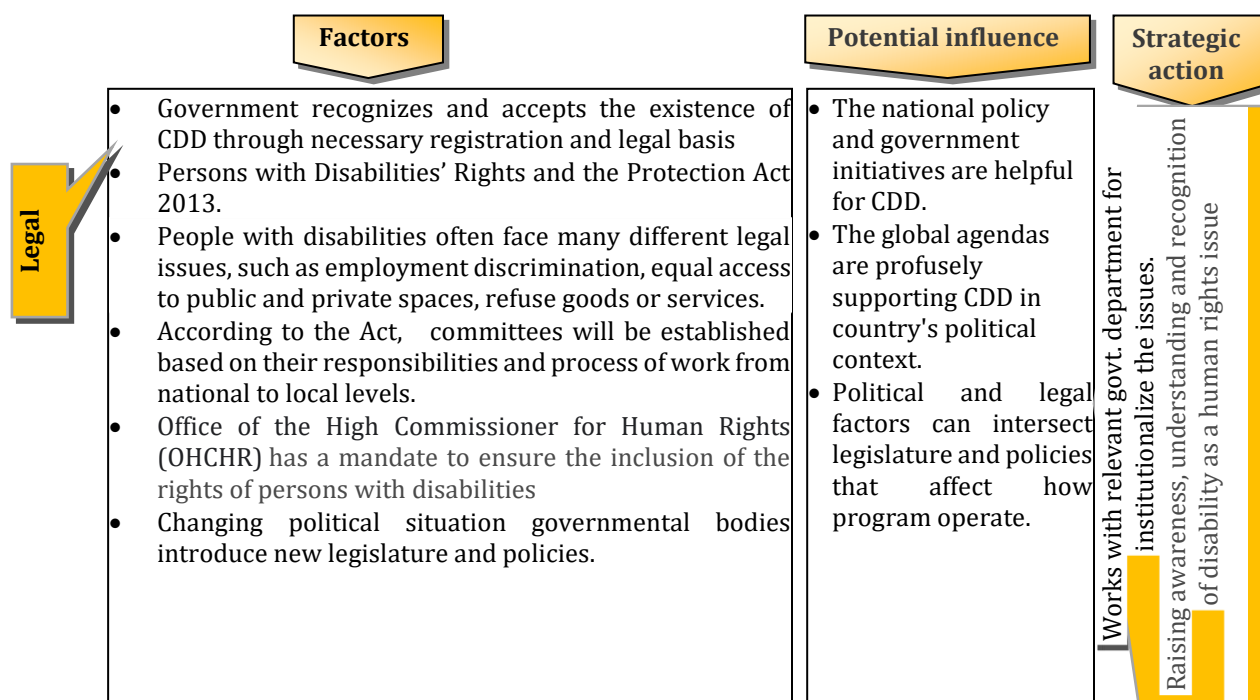 Factors
Potential influence
Strategic
action
Legal
• Government recognizes and accepts the existence of
CDD through necessary registration and legal basis
• Persons with Disabilities’ Rights and the Protection Act
2013.
• People with disabilities often face many different legal
issues, such as employment discrimination, equal access
to public and private spaces, refuse goods or services.
• According to the Act, committees will be established
based on their responsibilities and process of work from
national to local levels.
• Office of the High Commissioner for Human Rights
(OHCHR) has a mandate to ensure the inclusion of the
rights of persons with disabilities
• Changing political situation governmental bodies
introduce new legislature and policies.
• The national policy
and government
initiatives are helpful
for CDD.
• The global agendas
are profusely
supporting CDD in
country's political
context.
• Political and legal
factors can intersect
legislature and policies
that affect how
program operate.
Works with relevant govt. department for
institutionalize the issues.
Raising awareness, understanding and recognition
of disability as a human rights issue